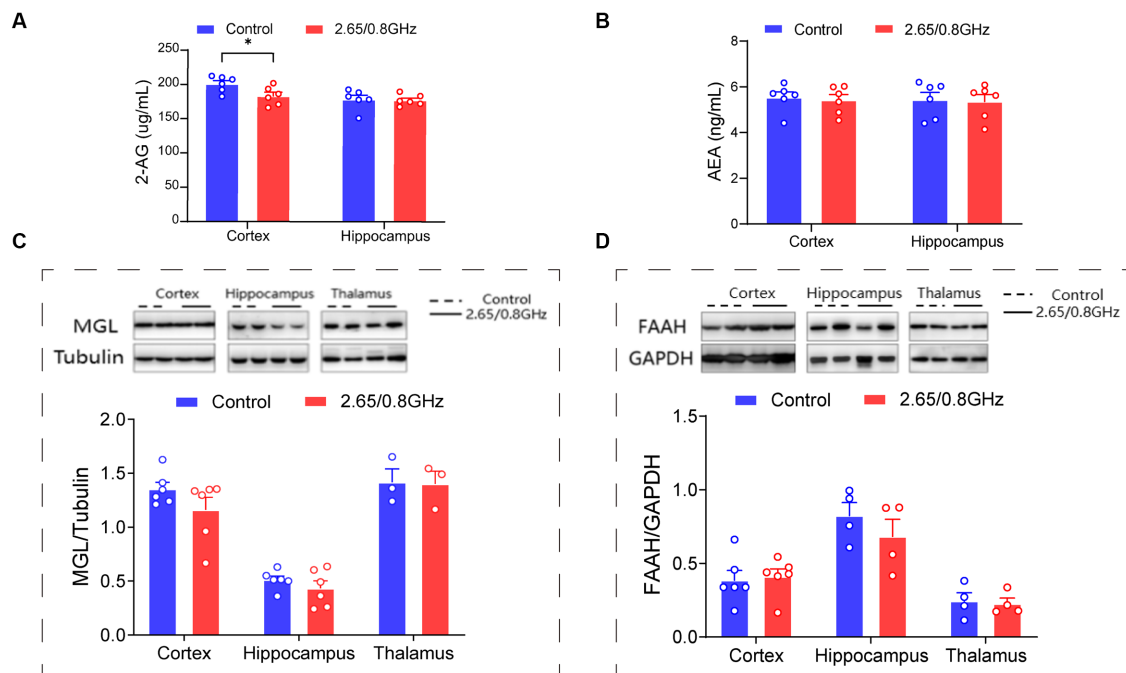 A
Control 2.65/0.8GHz
*
2-AG (ug/mL)
250
200
150
100
50
0
Cortex Hippocampus
B
Control 2.65/0.8GHz
AEA (ng/mL)
8
6
4
2
0
Cortex Hippocampus
C
Cortex Hippocampus Thalamus
Control
2.65/0.8GHz
MGL
Tubulin
Control 2.65/0.8GHz
MGL/Tubulin
2.0
1.5
1.0
0.5
0.0
Cortex Hippocampus Thalamus
D
Cortex Hippocampus Thalamus
Control
2.65/0.8GHz
FAAH
GAPDH
Control 2.65/0.8GHz
FAAH/GAPDH
1.5
1.0
0.5
0.0
Cortex Hippocampus Thalamus